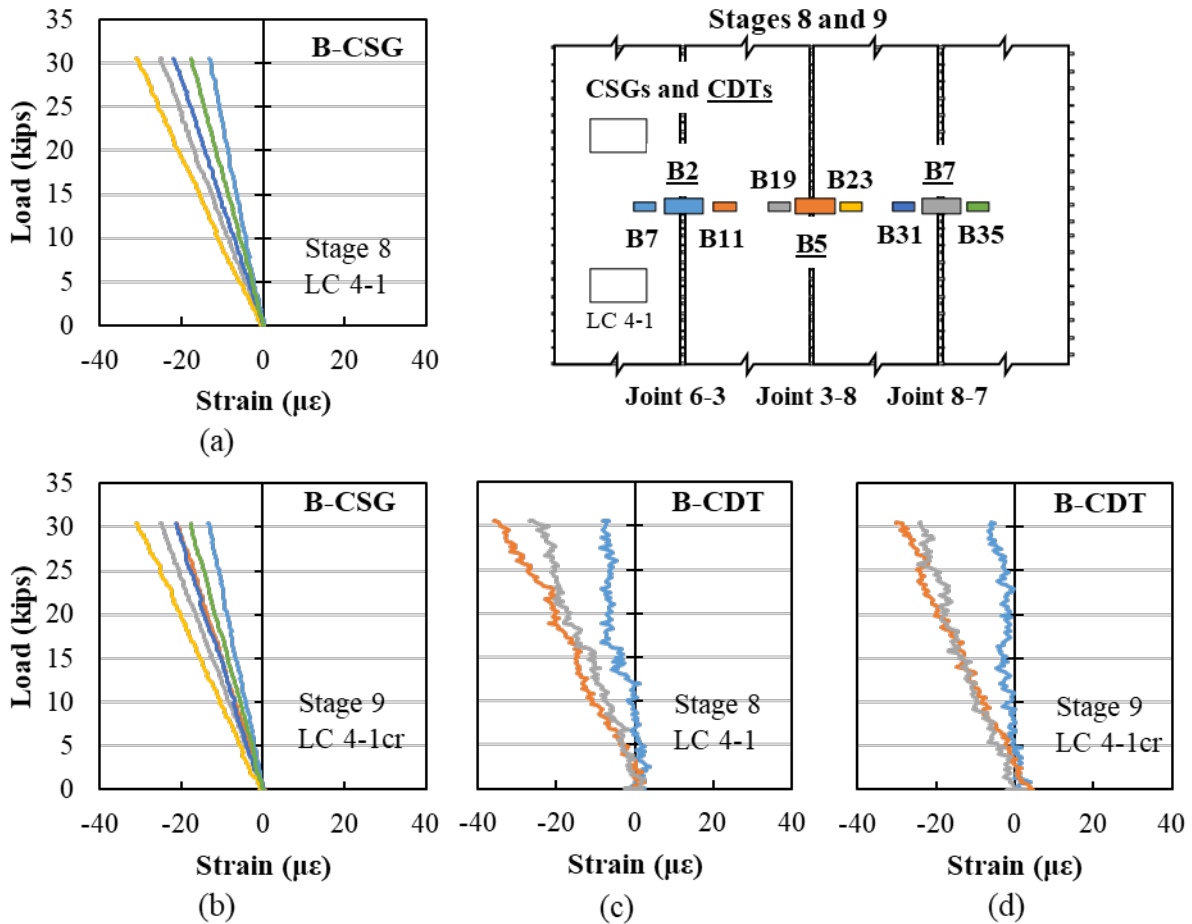 35
30
25
20
15
10
5
0
Load (kips)
B-CSG
Stage 8
LC 4-1
-40 -20 0 20 40
Strain (με)
(a)
Stages 8 and 9
CSGs and CDTs
B2 B19 B23 B7
B7 B11 B5 B31 B35
LC 4-1
Joint 6-3 Joint 3-8 Joint 8-7
35
30
25
20
15
10
5
0
Load (kips)
B-CSG
Stage 9
LC 4-1cr
-40 -20 0 20 40
Strain (με)
(b)
B-CDT
Stage 8
LC 4-1
-40 -20 0 20 40
Strain (με)
(c)
B-CDT
Stage 9
LC 4-1cr
-40 -20 0 20 40
Strain (με)
(d)